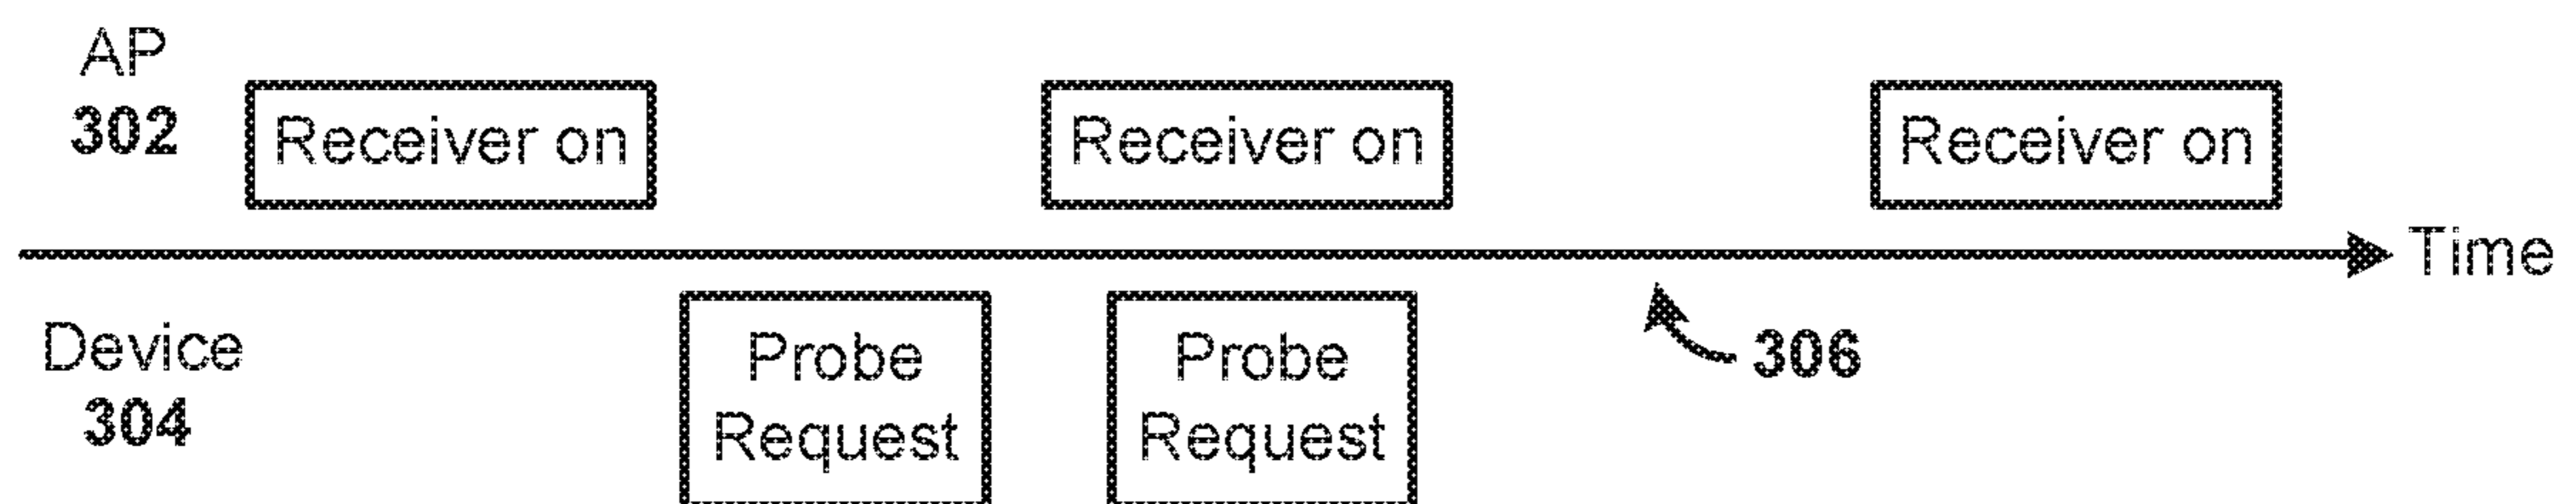 AP
302
Receiver on
Receiver on
Receiver on
Time
Device
304
Probe
Request
Probe
Request
306